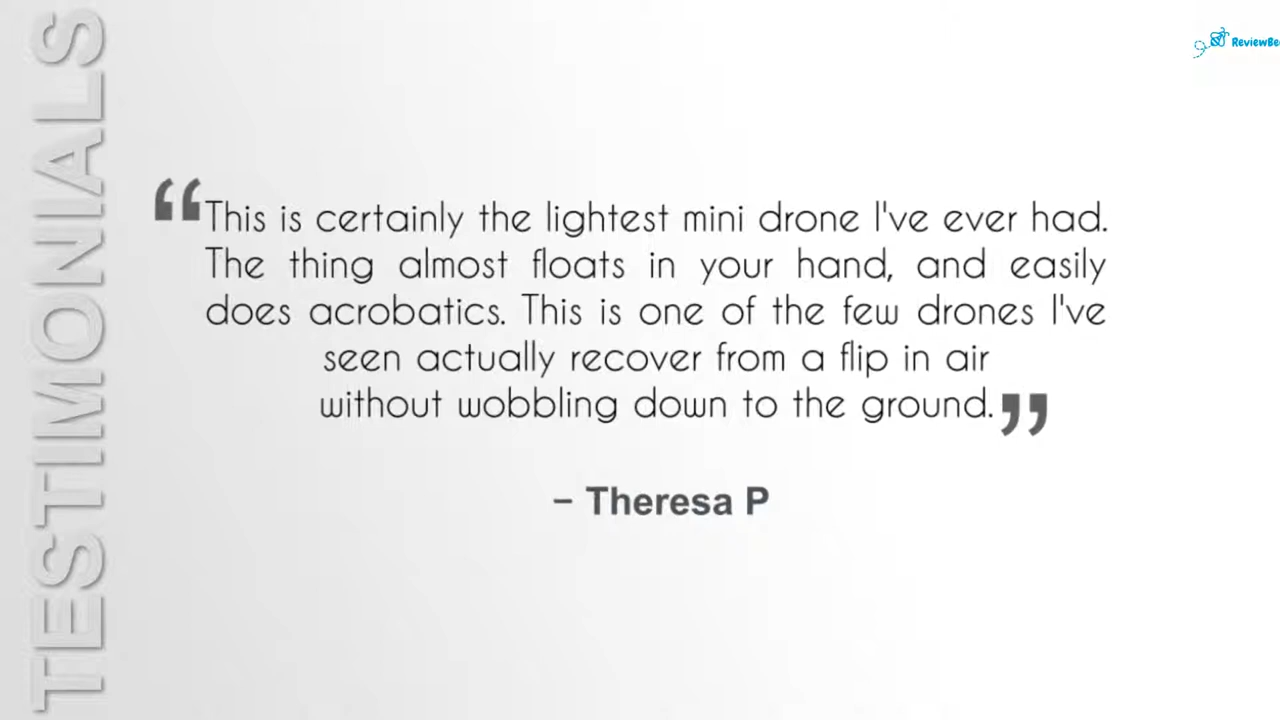 TESTIMONIALS
ReviewBe
“This is certainly the lightest mini drone I've ever had.
The thing almost floats in your hand, and easily
does acrobatics. This is one of the few drones I've
seen actually recover from a flip in air
without wobbling down to the ground.”
– Theresa P